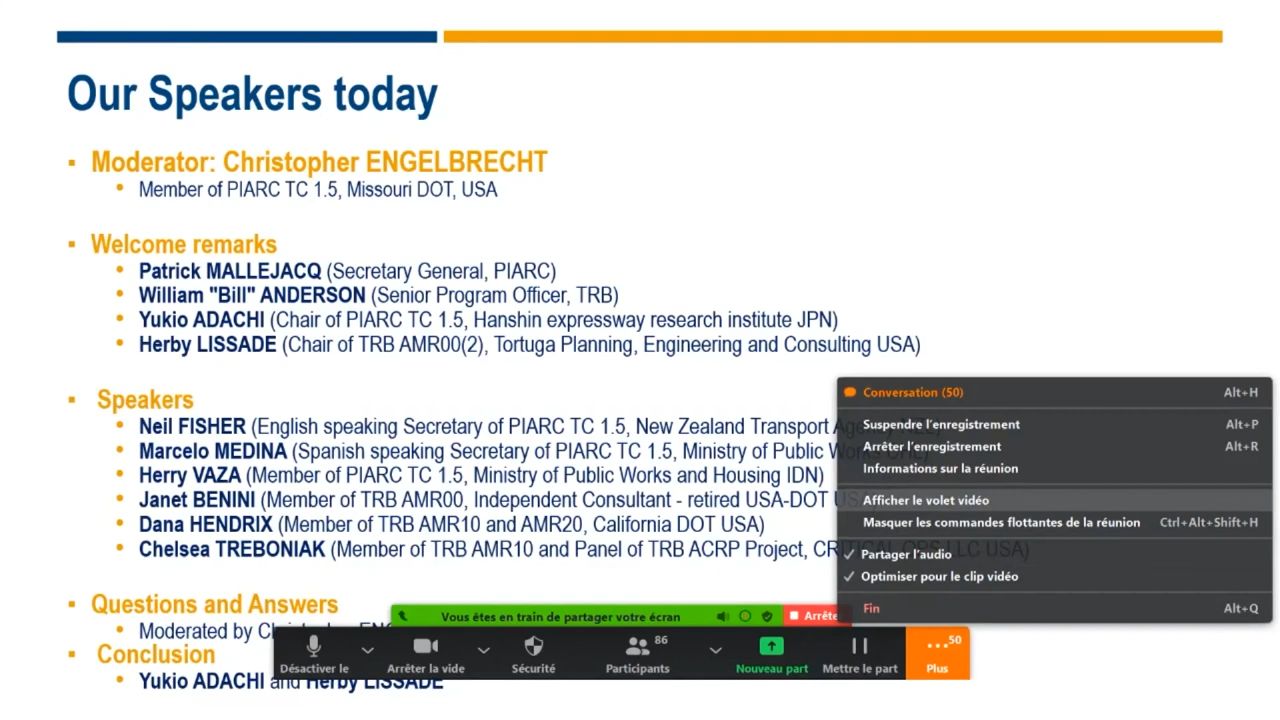 Our Speakers today
▪ Moderator: Christopher ENGELBRECHT
• Member of PIARC TC 1.5, Missouri DOT, USA
▪ Welcome remarks
• Patrick MALLEJACQ (Secretary General, PIARC)
• William "Bill" ANDERSON (Senior Program Officer, TRB)
• Yukio ADACHI (Chair of PIARC TC 1.5, Hanshin expressway research institute JPN)
• Herby LISSADE (Chair of TRB AMR00(2), Tortuga Planning, Engineering and Consulting USA)
▪ Speakers
• Neil FISHER (English speaking Secretary of PIARC TC 1.5, New Zealand Transport
• Marcelo MEDINA (Spanish speaking Secretary of PIARC TC 1.5, Ministry of Public
• Herry VAZA (Member of PIARC TC 1.5, Ministry of Public Works and Housing IDN)
• Janet BENINI (Member of TRB AMR00, Independent Consultant - retired USA-DOT
• Dana HENDRIX (Member of TRB AMR10 and AMR20, California DOT USA)
• Chelsea TREBONIAK (Member of TRB AMR10 and Panel of TRB ACRP Project, CRITICAL OPS LLC USA)
▪ Questions and Answers
• Moderated by
▪ Conclusion
• Yukio ADACHI and Herby LISSADE
Conversation (50) Alt+H
Suspendre l'enregistrement Alt+P
Arrêter l'enregistrement Alt+R
Informations sur la réunion
Afficher le volet vidéo
Masquer les commandes flottantes de la réunion Ctrl+Alt+Shift+H
✓ Partager l'audio
✓ Optimiser pour le clip vidéo
Fin Alt+Q
Vous êtes en train de partager votre écran Arrête
86 50
Désactiver le Arrêter la vide Sécurité Participants Nouveau part Mettre le part Plus